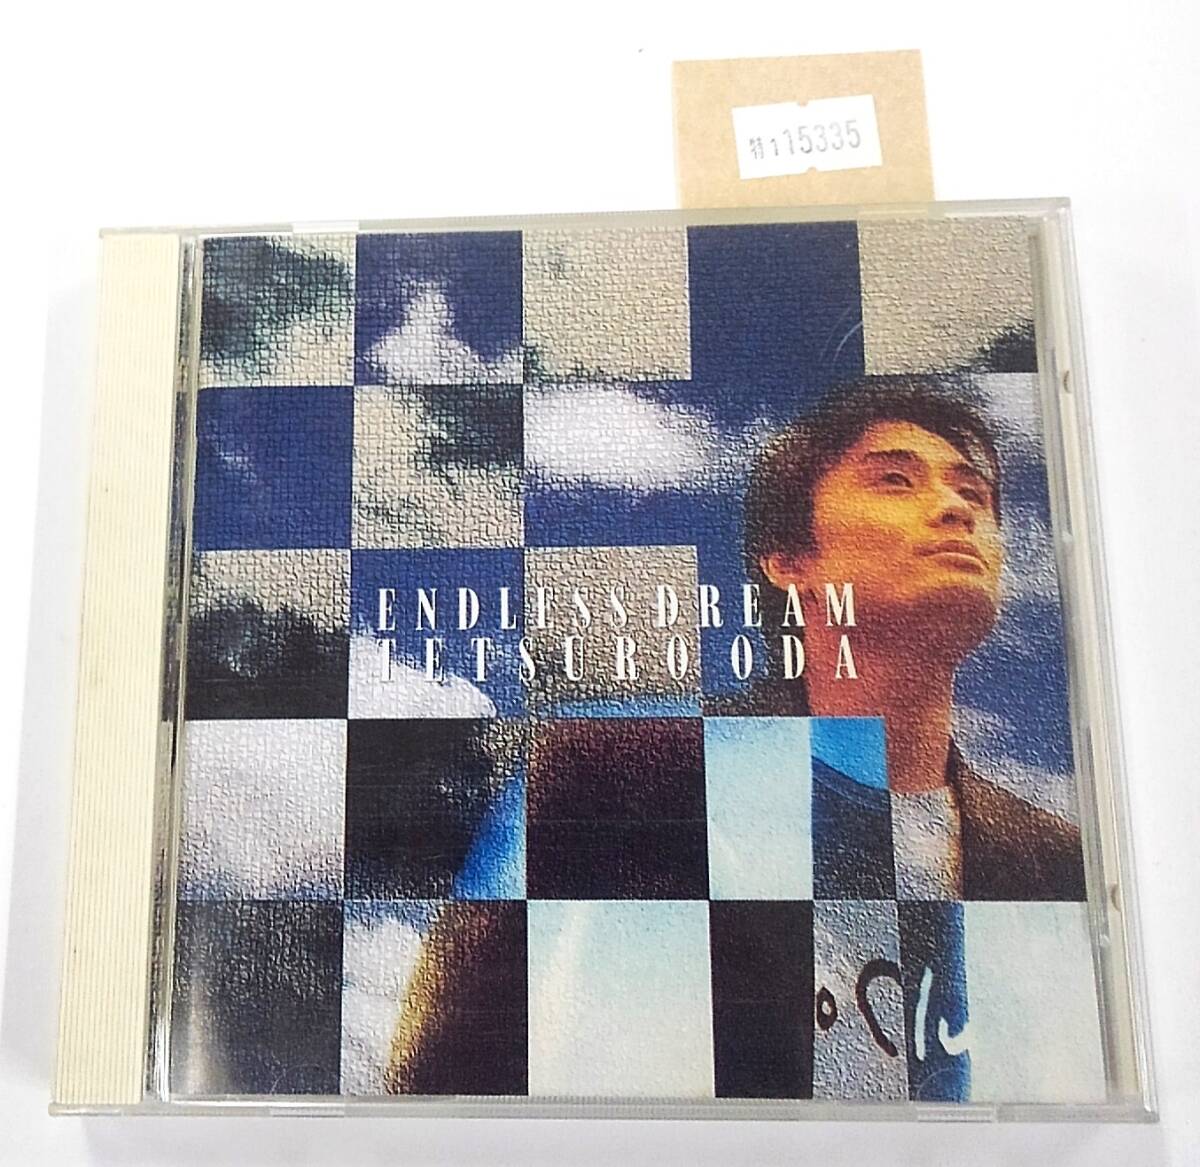 特115335
ENDLESS DREAM
TETSURO ODA